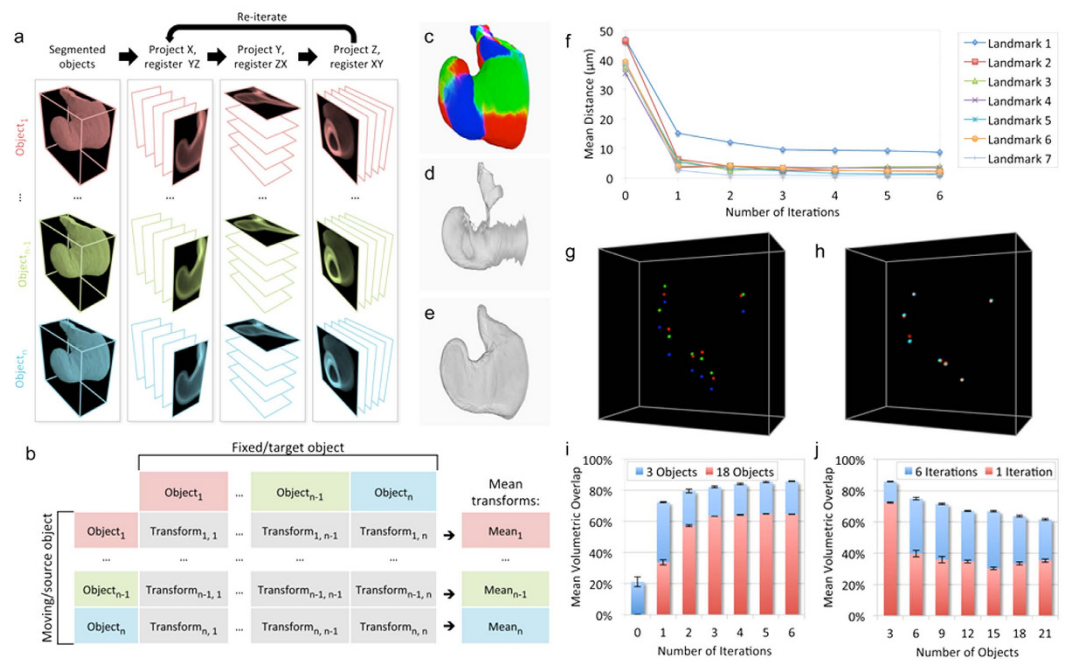 Re-iterate
a
Segmented
objects
Project X,
register YZ
Project Y,
register ZX
Project Z,
register XY
Object1
...
...
...
...
...
Objectn-1
Objectn
b
Fixed/target object
Mean
transforms:
Moving/source object
Object1
...
Objectn-1
Objectn
Object1
Transform1, 1
...
Transform1, n-1
Transform1, n
Mean1
...
...
...
...
...
Objectn-1
Transformn-1, 1
...
Transformn-1, n-1
Transformn-1, n
Meann-1
Objectn
Transformn, 1
...
Transformn, n-1
Transformn, n
Meann
c
d
e
f
Mean Distance (µm)
50
40
30
20
10
0
0 1 2 3 4 5 6
Number of Iterations
Landmark 1
Landmark 2
Landmark 3
Landmark 4
Landmark 5
Landmark 6
Landmark 7
g
h
i
Mean Volumetric Overlap
100%
80%
60%
40%
20%
0%
3 Objects 18 Objects
0 1 2 3 4 5 6
Number of Iterations
j
Mean Volumetric Overlap
100%
80%
60%
40%
20%
0%
6 Iterations 1 Iteration
3 6 9 12 15 18 21
Number of Objects